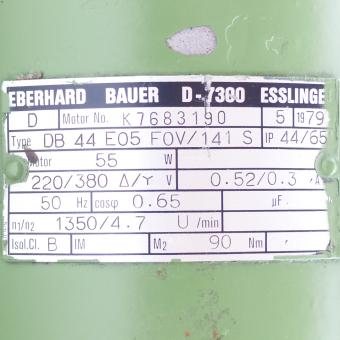 EBERHARD BAUER D-7300 ESSLINGE
D Motor No. K7683190 5 1979
Type DB 44 E05 F0V/141 S IP 44/65
otor 55 W
220/380 Δ/Y V 0.52/0.3 A
50 Hz cosφ 0.65 µF
n1/n2 1350/4.7 U/min
Isol.Cl. B IM M2 90 Nm